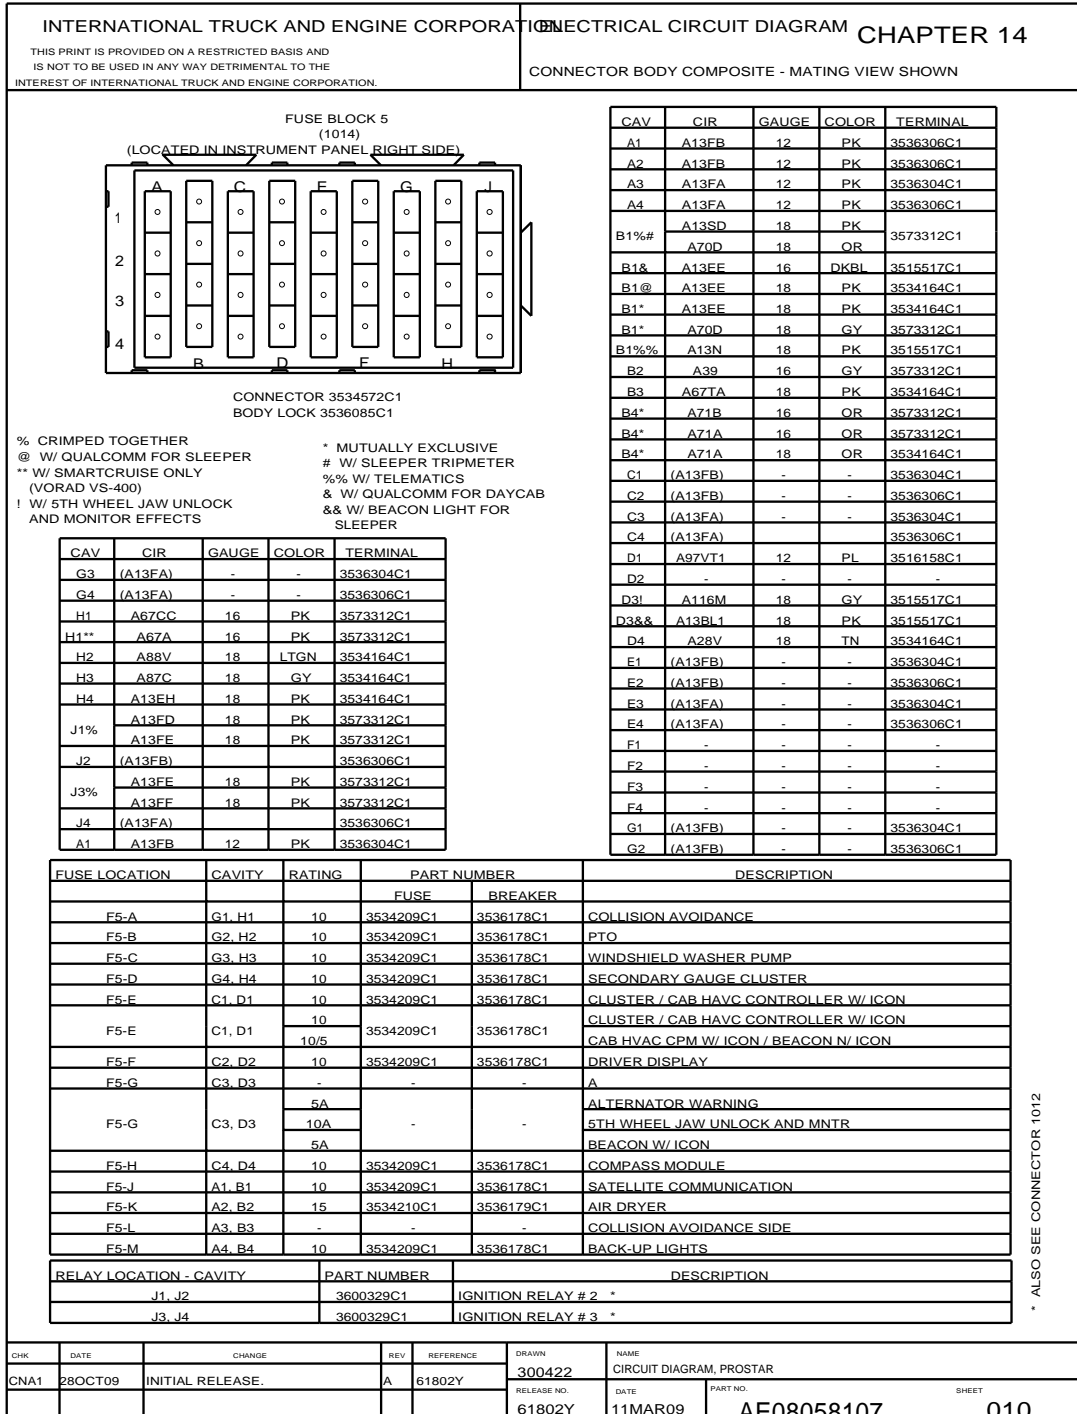 INTERNATIONAL TRUCK AND ENGINE CORPORATION
ELECTRICAL CIRCUIT DIAGRAM
CHAPTER 14
THIS PRINT IS PROVIDED ON A RESTRICTED BASIS AND
IS NOT TO BE USED IN ANY WAY DETRIMENTAL TO THE
INTEREST OF INTERNATIONAL TRUCK AND ENGINE CORPORATION.
CONNECTOR BODY COMPOSITE - MATING VIEW SHOWN
FUSE BLOCK 5
(1014)
(LOCATED IN INSTRUMENT PANEL RIGHT SIDE)
A C E G J
1
2
3
4
B D F H
CONNECTOR 3534572C1
BODY LOCK 3536085C1
% CRIMPED TOGETHER
@ W/ QUALCOMM FOR SLEEPER
** W/ SMARTCRUISE ONLY
(VORAD VS-400)
! W/ 5TH WHEEL JAW UNLOCK
AND MONITOR EFFECTS
* MUTUALLY EXCLUSIVE
# W/ SLEEPER TRIPMETER
%% W/ TELEMATICS
& W/ QUALCOMM FOR DAYCAB
&& W/ BEACON LIGHT FOR
SLEEPER
CAV CIR GAUGE COLOR TERMINAL
G3 (A13FA) - - 3536304C1
G4 (A13FA) - - 3536306C1
H1 A67CC 16 PK 3573312C1
H1** A67A 16 PK 3573312C1
H2 A88V 18 LTGN 3534164C1
H3 A87C 18 GY 3534164C1
H4 A13EH 18 PK 3534164C1
J1% A13FD 18 PK 3573312C1
A13FE 18 PK 3573312C1
J2 (A13FB) 3536306C1
J3% A13FE 18 PK 3573312C1
A13FF 18 PK 3573312C1
J4 (A13FA) 3536306C1
A1 A13FB 12 PK 3536304C1
CAV CIR GAUGE COLOR TERMINAL
A1 A13FB 12 PK 3536306C1
A2 A13FB 12 PK 3536306C1
A3 A13FA 12 PK 3536304C1
A4 A13FA 12 PK 3536306C1
B1%# A13SD 18 PK 3573312C1
A70D 18 OR
B1& A13EE 16 DKBL 3515517C1
B1@ A13EE 18 PK 3534164C1
B1* A13EE 18 PK 3534164C1
B1* A70D 18 GY 3573312C1
B1%% A13N 18 PK 3515517C1
B2 A39 16 GY 3573312C1
B3 A67TA 18 PK 3534164C1
B4* A71B 16 OR 3573312C1
B4* A71A 16 OR 3573312C1
B4* A71A 18 OR 3534164C1
C1 (A13FB) - - 3536304C1
C2 (A13FB) - - 3536306C1
C3 (A13FA) - - 3536304C1
C4 (A13FA) 3536306C1
D1 A97VT1 12 PL 3516158C1
D2 - - - -
D3! A116M 18 GY 3515517C1
D3&& A13BL1 18 PK 3515517C1
D4 A28V 18 TN 3534164C1
E1 (A13FB) - - 3536304C1
E2 (A13FB) - - 3536306C1
E3 (A13FA) - - 3536304C1
E4 (A13FA) - - 3536306C1
F1 - - - -
F2 - - - -
F3 - - - -
F4 - - - -
G1 (A13FB) - - 3536304C1
G2 (A13FB) - - 3536306C1
FUSE LOCATION CAVITY RATING PART NUMBER DESCRIPTION
FUSE BREAKER
F5-A G1, H1 10 3534209C1 3536178C1 COLLISION AVOIDANCE
F5-B G2, H2 10 3534209C1 3536178C1 PTO
F5-C G3, H3 10 3534209C1 3536178C1 WINDSHIELD WASHER PUMP
F5-D G4, H4 10 3534209C1 3536178C1 SECONDARY GAUGE CLUSTER
F5-E C1, D1 10 3534209C1 3536178C1 CLUSTER / CAB HAVC CONTROLLER W/ ICON
F5-E C1, D1 10 3534209C1 3536178C1 CLUSTER / CAB HAVC CONTROLLER W/ ICON
10/5 CAB HVAC CPM W/ ICON / BEACON N/ ICON
F5-F C2, D2 10 3534209C1 3536178C1 DRIVER DISPLAY
F5-G C3, D3 - - - A
F5-G C3, D3 5A - - ALTERNATOR WARNING
10A 5TH WHEEL JAW UNLOCK AND MNTR
5A BEACON W/ ICON
F5-H C4, D4 10 3534209C1 3536178C1 COMPASS MODULE
F5-J A1, B1 10 3534209C1 3536178C1 SATELLITE COMMUNICATION
F5-K A2, B2 15 3534210C1 3536179C1 AIR DRYER
F5-L A3, B3 - - - COLLISION AVOIDANCE SIDE
F5-M A4, B4 10 3534209C1 3536178C1 BACK-UP LIGHTS
RELAY LOCATION - CAVITY PART NUMBER DESCRIPTION
J1, J2 3600329C1 IGNITION RELAY # 2 *
J3, J4 3600329C1 IGNITION RELAY # 3 *
* ALSO SEE CONNECTOR 1012
CHK DATE CHANGE REV REFERENCE DRAWN NAME
CNA1 28OCT09 INITIAL RELEASE. A 61802Y 300422 CIRCUIT DIAGRAM, PROSTAR
RELEASE NO. DATE PART NO. SHEET
61802Y 11MAR09 AE08058107 010